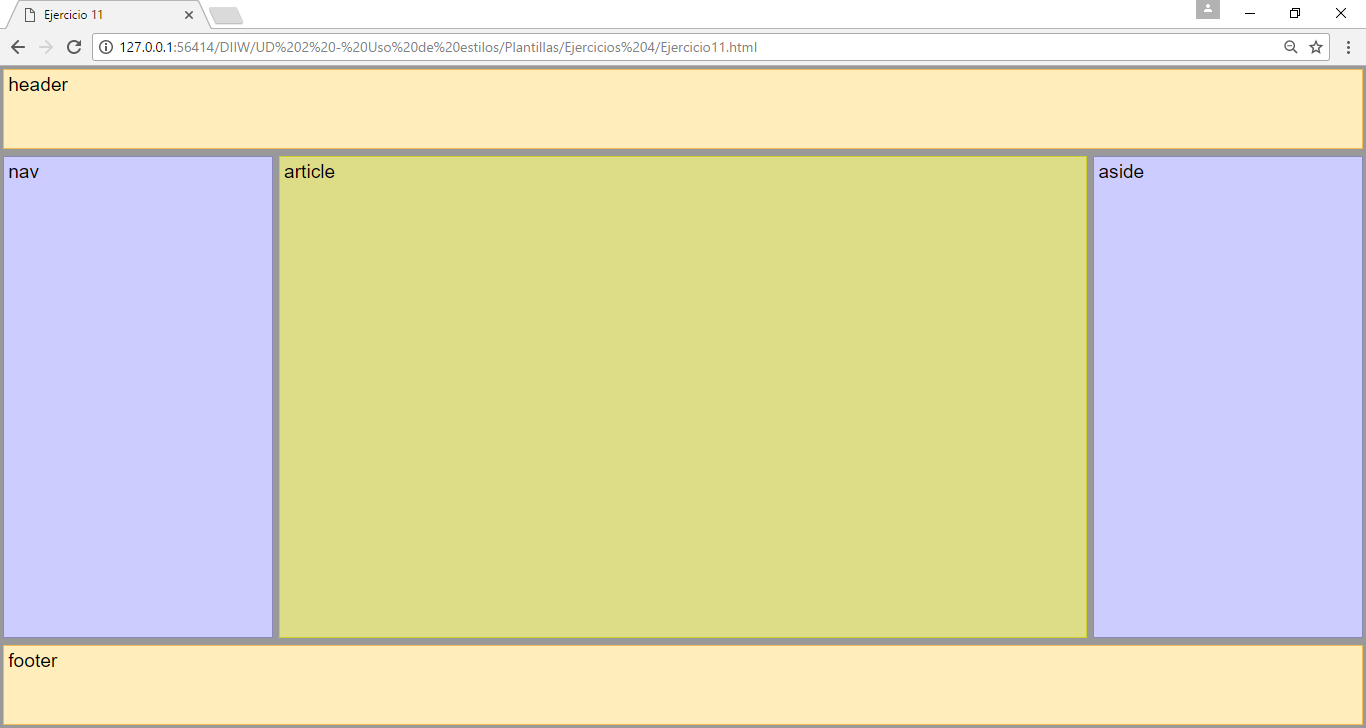 Ejercicio 11
127.0.0.1:56414/DIIW/UD%202%20-%20Uso%20de%20estilos/Plantillas/Ejercicios%204/Ejercicio11.html
header
nav
article
aside
footer